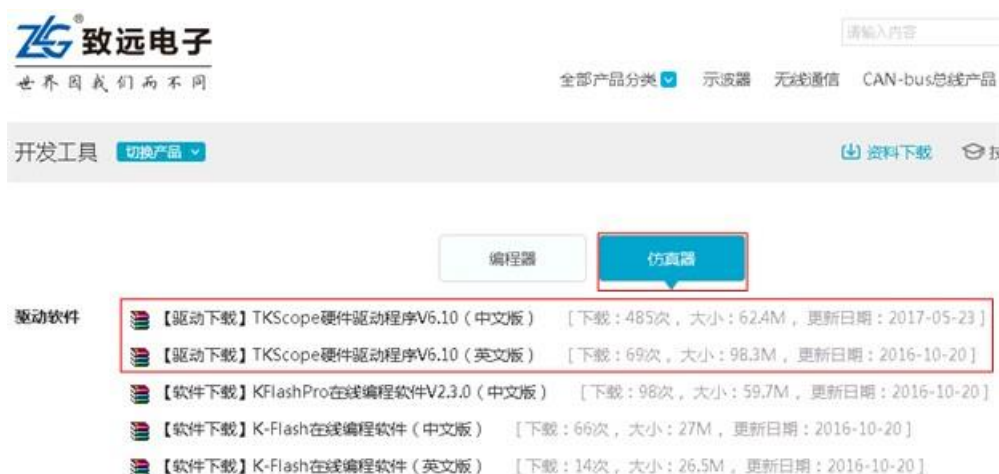 ZLG® 致远电子
世界因我们而不同
请输入内容
全部产品分类 示波器 无线通信 CAN-bus总线产品
开发工具 切换产品 资料下载
编程器 仿真器
驱动软件 【驱动下载】TKScope硬件驱动程序V6.10(中文版) [下载:485次,大小:62.4M,更新日期:2017-05-23]
【驱动下载】TKScope硬件驱动程序V6.10(英文版) [下载:69次,大小:98.3M,更新日期:2016-10-20]
【软件下载】KFlashPro在线编程软件V2.3.0(中文版) [下载:98次,大小:59.7M,更新日期:2016-10-20]
【软件下载】K-Flash在线编程软件(中文版) [下载:66次,大小:27M,更新日期:2016-10-20]
【软件下载】K-Flash在线编程软件(英文版) [下载:14次,大小:26.5M,更新日期:2016-10-20]